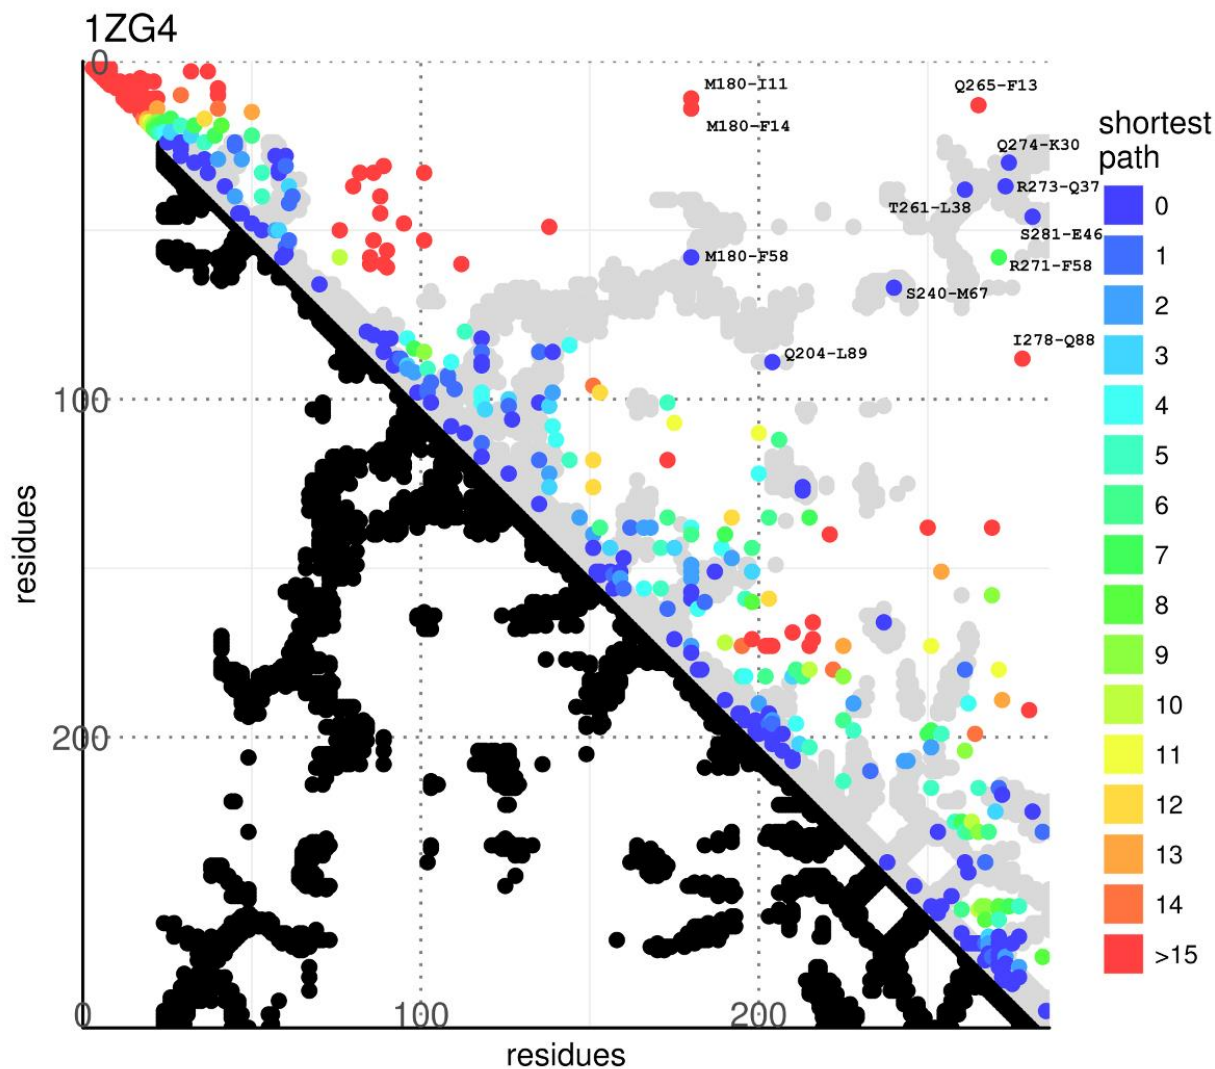 1ZG4
0
M180-I11
Q265-F13
M180-F14
Q274-K30
R273-Q37
T261-L38
S281-E46
M180-F58
R271-F58
S240-M67
I278-Q88
Q204-L89
100
200
residues
0
100
200
residues
shortest
path
0
1
2
3
4
5
6
7
8
9
10
11
12
13
14
>15